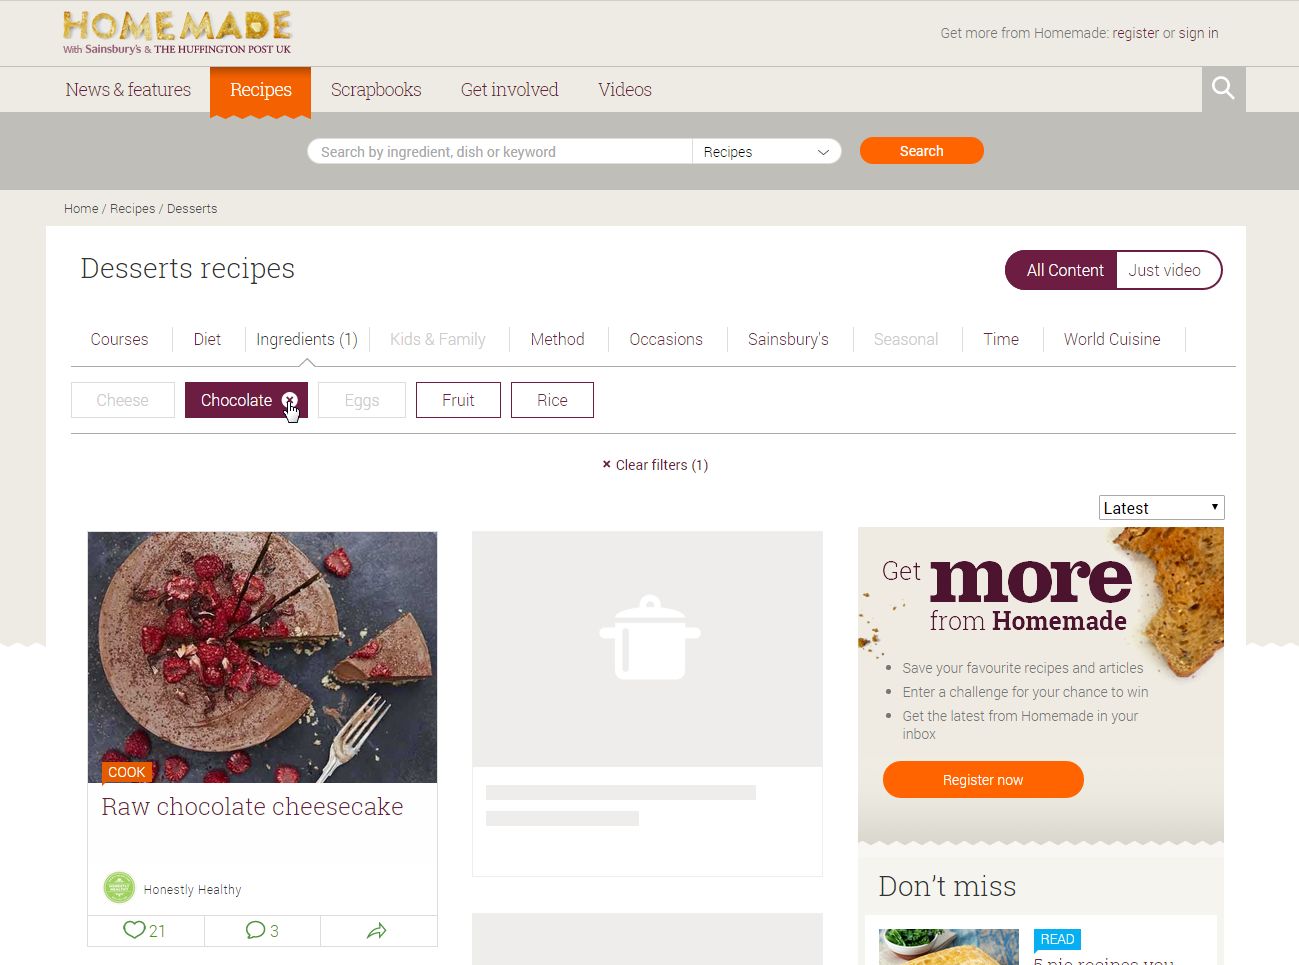 HOMEMADE
With Sainsbury's & THE HUFFINGTON POST UK
Get more from Homemade: register or sign in
News & features Recipes Scrapbooks Get involved Videos
Search by ingredient, dish or keyword Recipes Search
Home / Recipes / Desserts
Desserts recipes
All Content Just video
Courses Diet Ingredients (1) Kids & Family Method Occasions Sainsbury's Seasonal Time World Cuisine
Cheese Chocolate Eggs Fruit Rice
× Clear filters (1)
Latest
Get more
from Homemade
• Save your favourite recipes and articles
• Enter a challenge for your chance to win
• Get the latest from Homemade in your
inbox
Register now
COOK
Raw chocolate cheesecake
Honestly Healthy
21 3
Don't miss
READ
5 pie recipes you